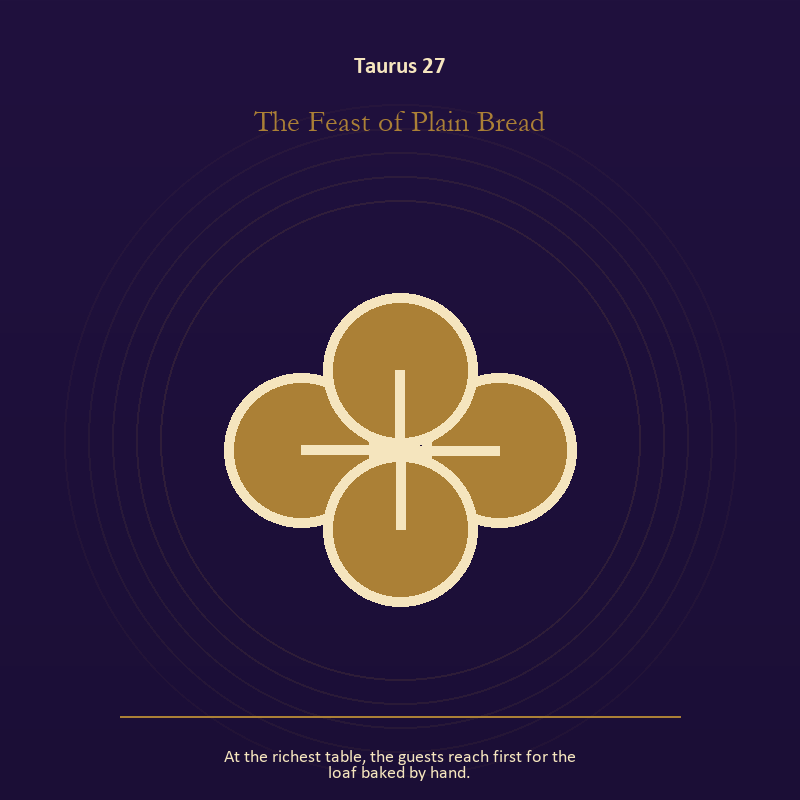 Taurus 27
The Feast of Plain Bread
At the richest table, the guests reach first for the
loaf baked by hand.